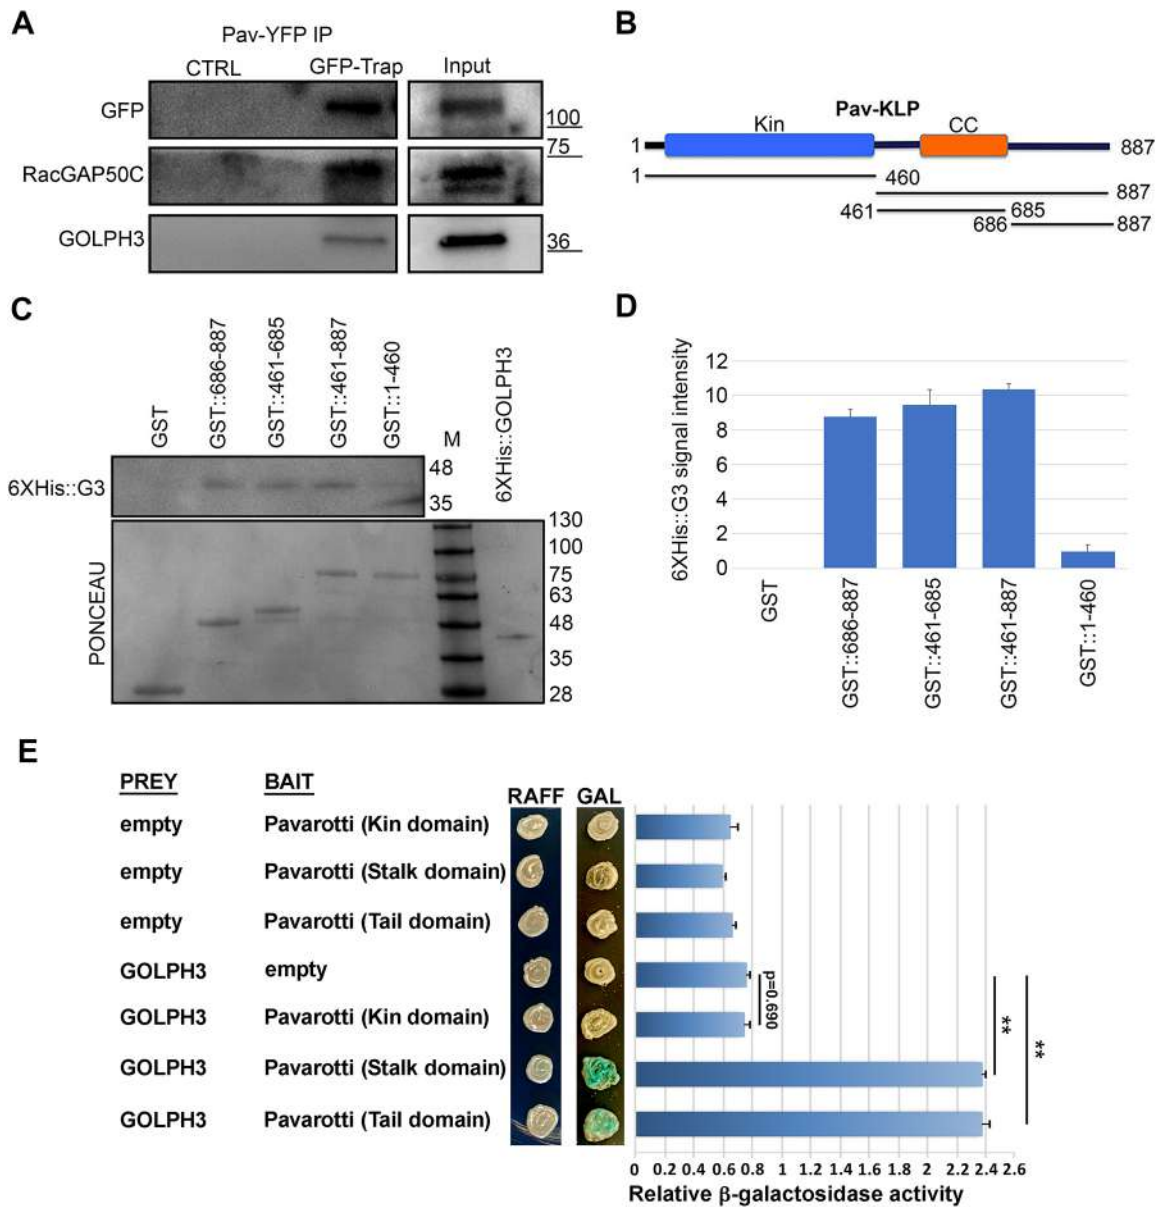 A
Pav-YFP IP
CTRL GFP-Trap Input
GFP
100
75
RacGAP50C
GOLPH3
36
B
Pav-KLP
Kin CC
1 887
1 460
887
461 685
686 887
C
GST
GST::686-887
GST::461-685
GST::461-887
GST::1-460
M
6XHis::GOLPH3
6XHis::G3
48
35
PONCEAU
130
100
75
63
48
35
28
D
6XHis::G3 signal intensity
12
10
8
6
4
2
0
GST
GST::686-887
GST::461-685
GST::461-887
GST::1-460
E
PREY BAIT RAFF GAL
empty Pavarotti (Kin domain)
empty Pavarotti (Stalk domain)
empty Pavarotti (Tail domain)
GOLPH3 empty
GOLPH3 Pavarotti (Kin domain)
GOLPH3 Pavarotti (Stalk domain)
GOLPH3 Pavarotti (Tail domain)
p=0.690
**
**
0 0.2 0.4 0.6 0.8 1 1.2 1.4 1.6 1.8 2 2.2 2.4 2.6
Relative β-galactosidase activity